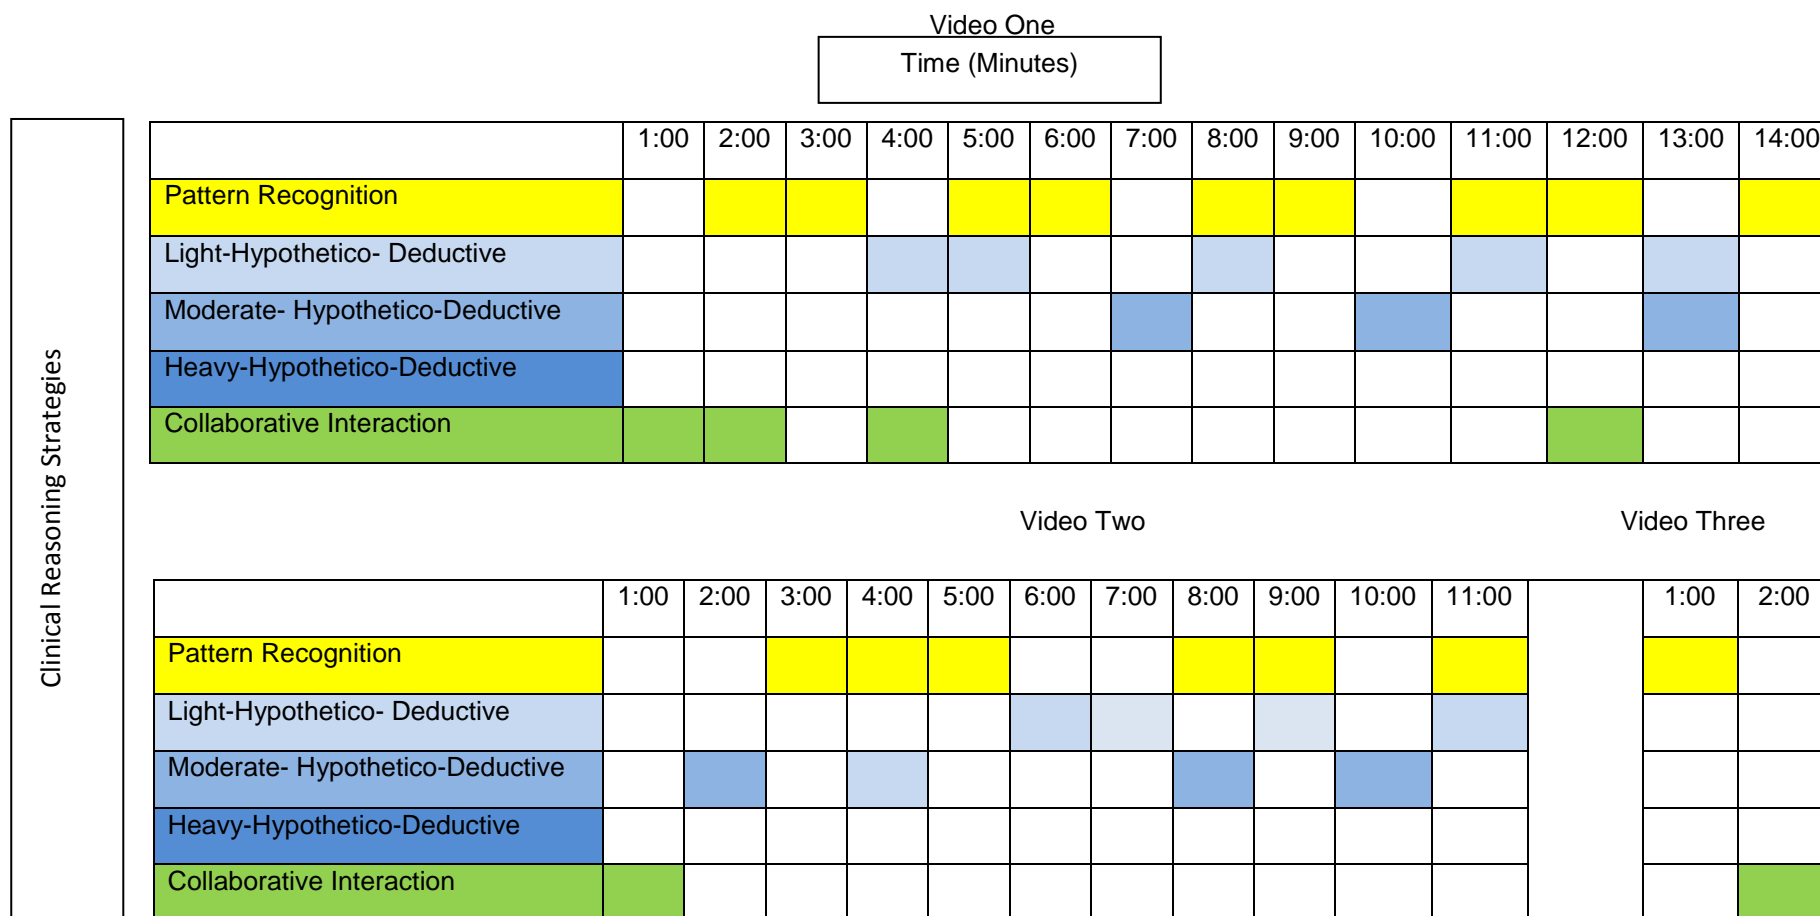 Video One
Time (Minutes)
Clinical Reasoning Strategies
1:00 2:00 3:00 4:00 5:00 6:00 7:00 8:00 9:00 10:00 11:00 12:00 13:00 14:00
Pattern Recognition
Light-Hypothetico- Deductive
Moderate- Hypothetico-Deductive
Heavy-Hypothetico-Deductive
Collaborative Interaction
Video Two Video Three
1:00 2:00 3:00 4:00 5:00 6:00 7:00 8:00 9:00 10:00 11:00 1:00 2:00
Pattern Recognition
Light-Hypothetico- Deductive
Moderate- Hypothetico-Deductive
Heavy-Hypothetico-Deductive
Collaborative Interaction